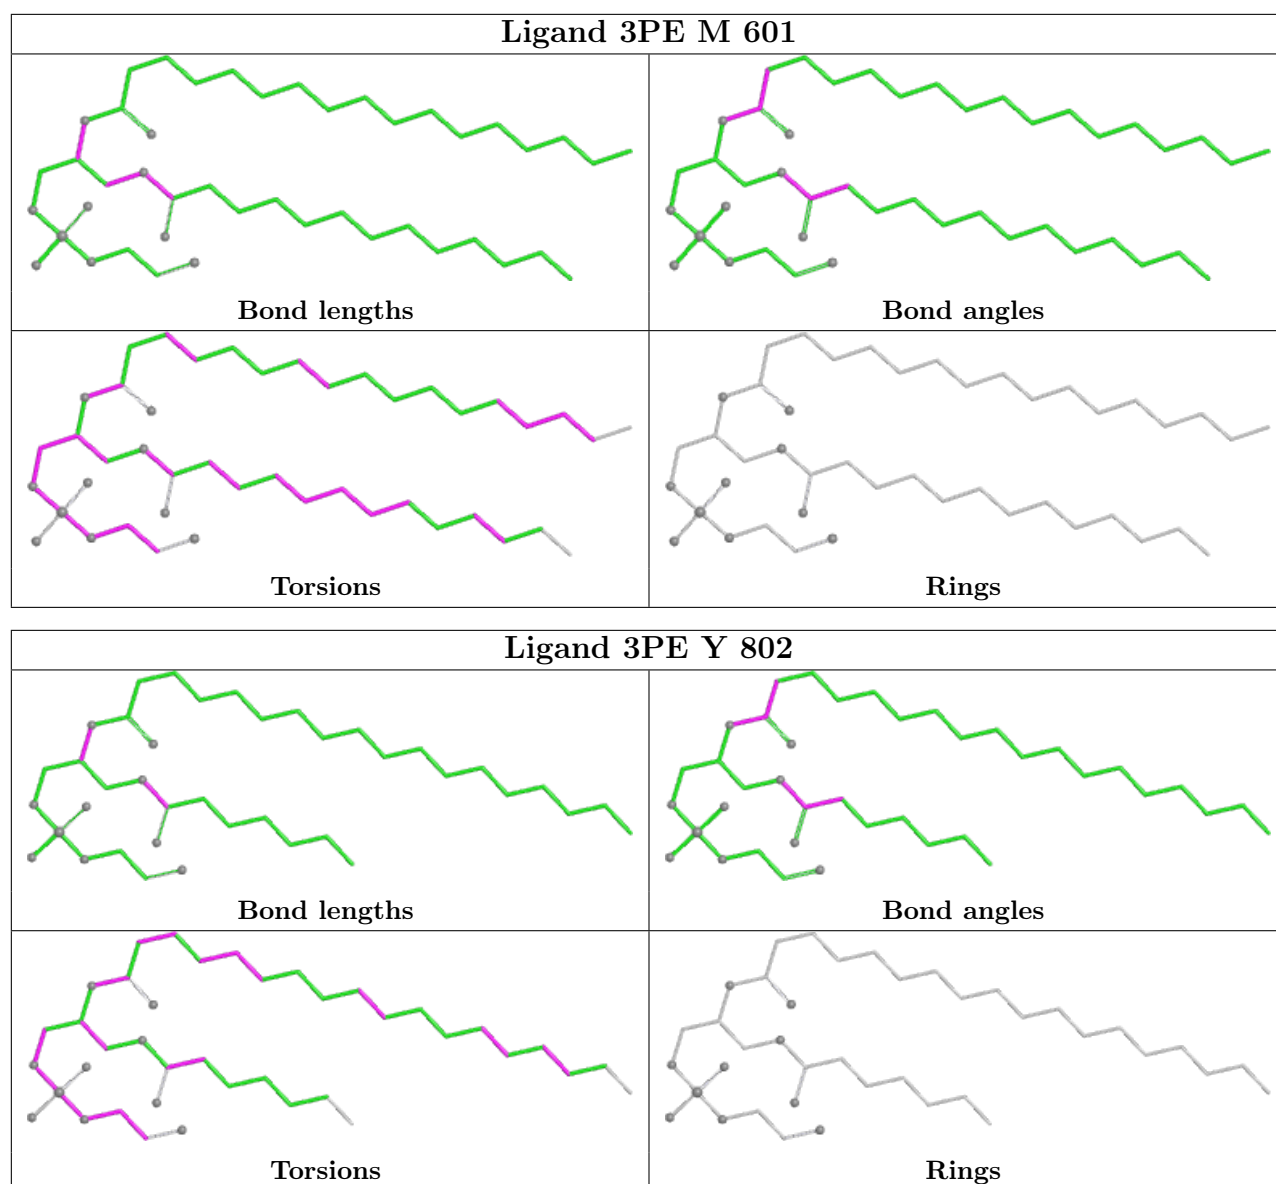 Ligand 3PE M 601
Bond lengths
Bond angles
Torsions
Rings
Ligand 3PE Y 802
Bond lengths
Bond angles
Torsions
Rings